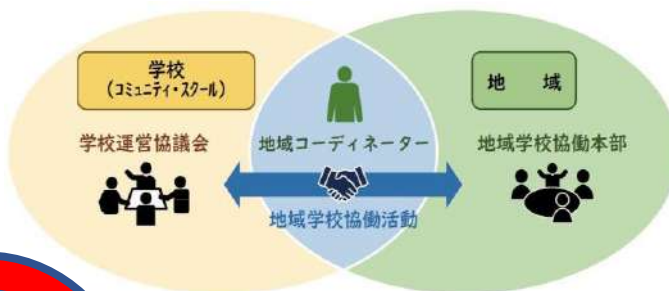 学校
(コミュニティ・スクール)
地 域
学校運営協議会
地域コーディネーター
地域学校協働本部
地域学校協働活動